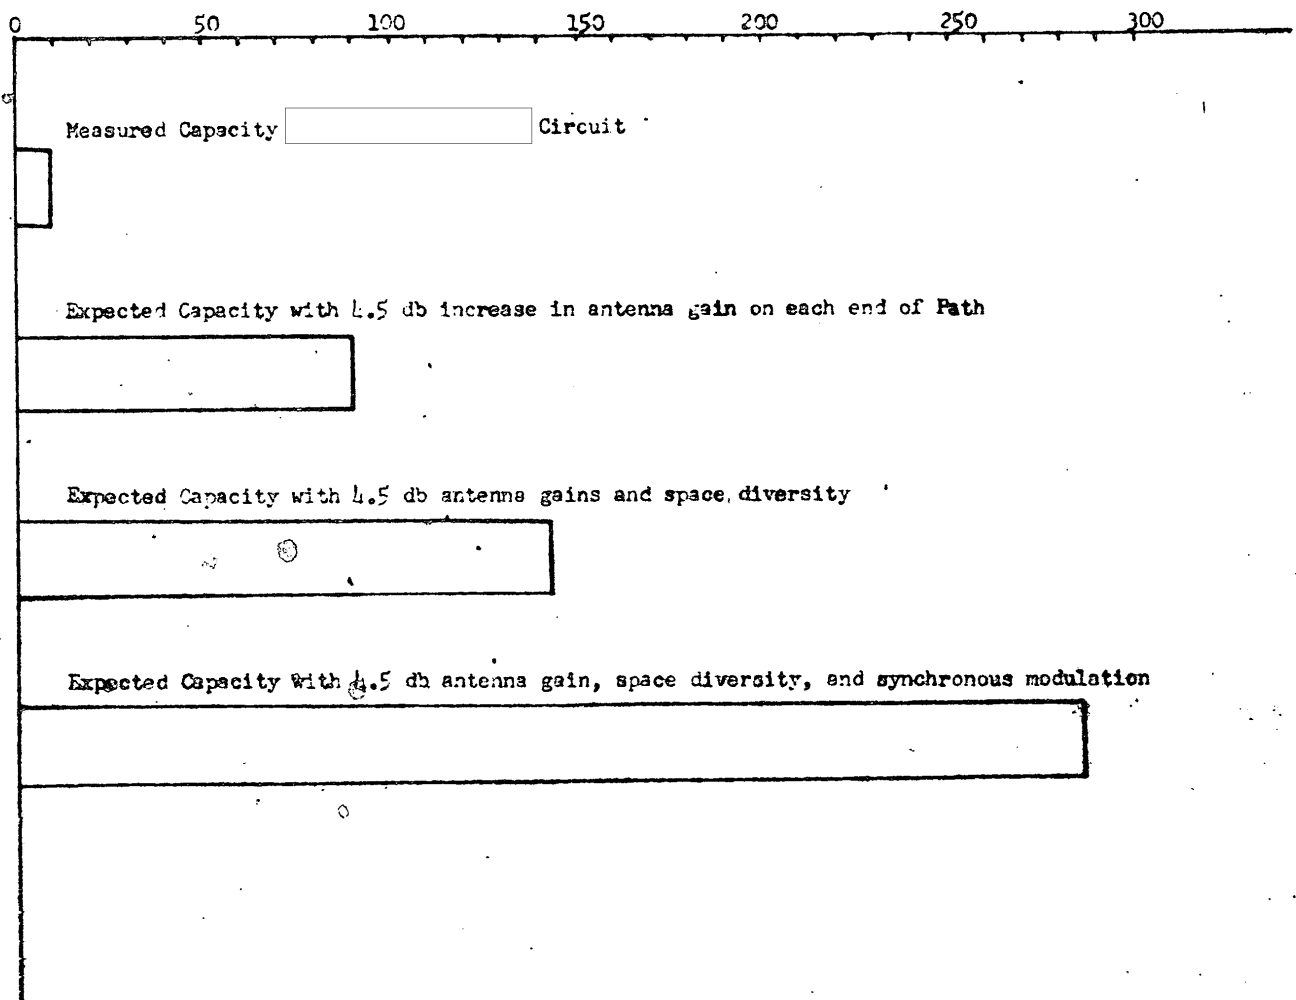 0 50 100 150 200 250 300
Measured Capacity Circuit
Expected Capacity with 4.5 db increase in antenna gain on each end of Path
Expected Capacity with 4.5 db antenna gains and space diversity
Expected Capacity With 4.5 db antenna gain, space diversity, and synchronous modulation